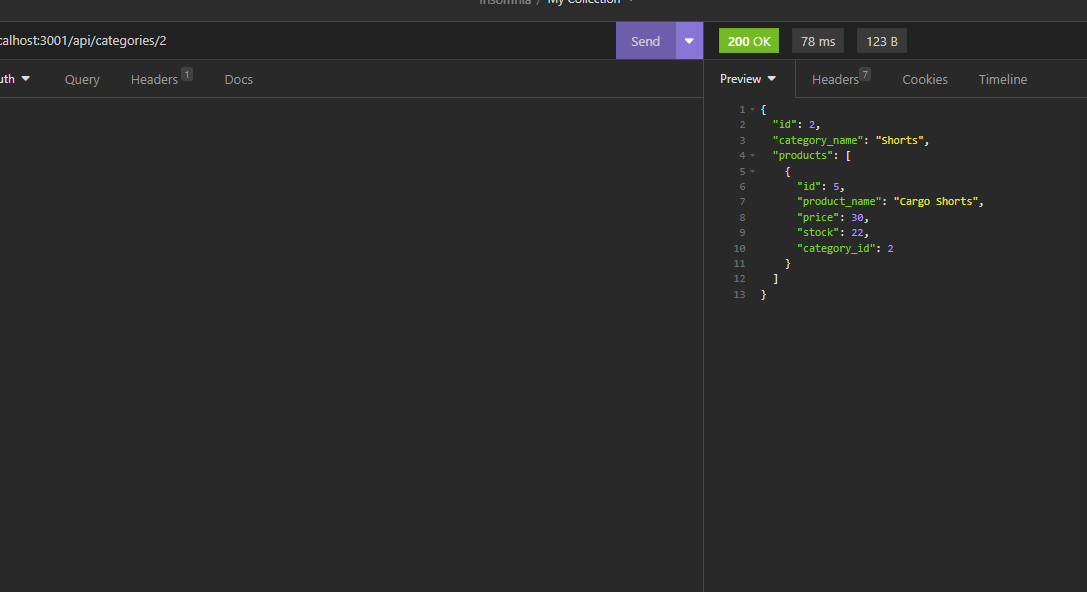 Insomnia / My Collection
calhost:3001/api/categories/2
Send
200 OK 78 ms 123 B
uth Query Headers 1 Docs
Preview Headers 7 Cookies Timeline
1 {
2 "id": 2,
3 "category_name": "Shorts",
4 "products": [
5 {
6 "id": 5,
7 "product_name": "Cargo Shorts",
8 "price": 30,
9 "stock": 22,
10 "category_id": 2
11 }
12 ]
13 }